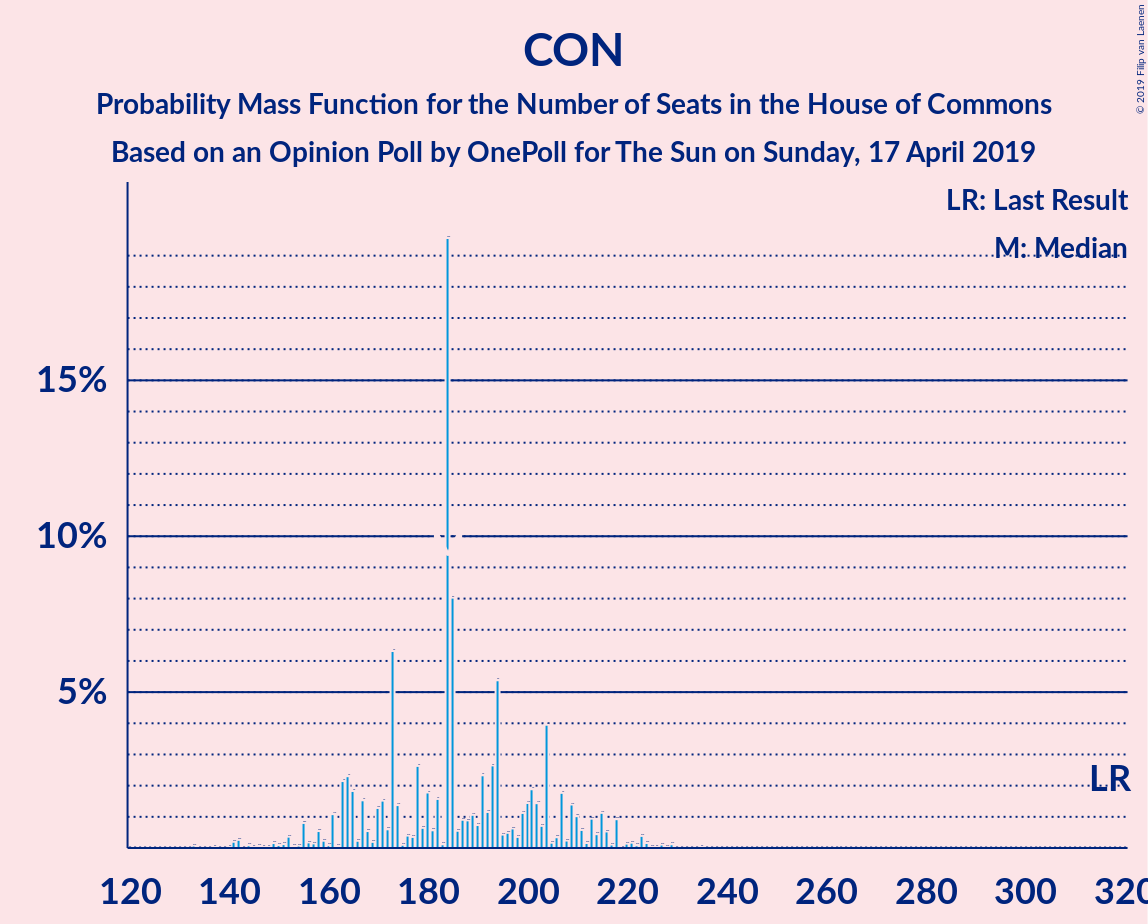 CON
Probability Mass Function for the Number of Seats in the House of Commons
Based on an Opinion Poll by OnePoll for The Sun on Sunday, 17 April 2019
© 2019 Filip van Laenen
LR: Last Result
M: Median
15%
10%
5%
LR
120 140 160 180 200 220 240 260 280 300 320